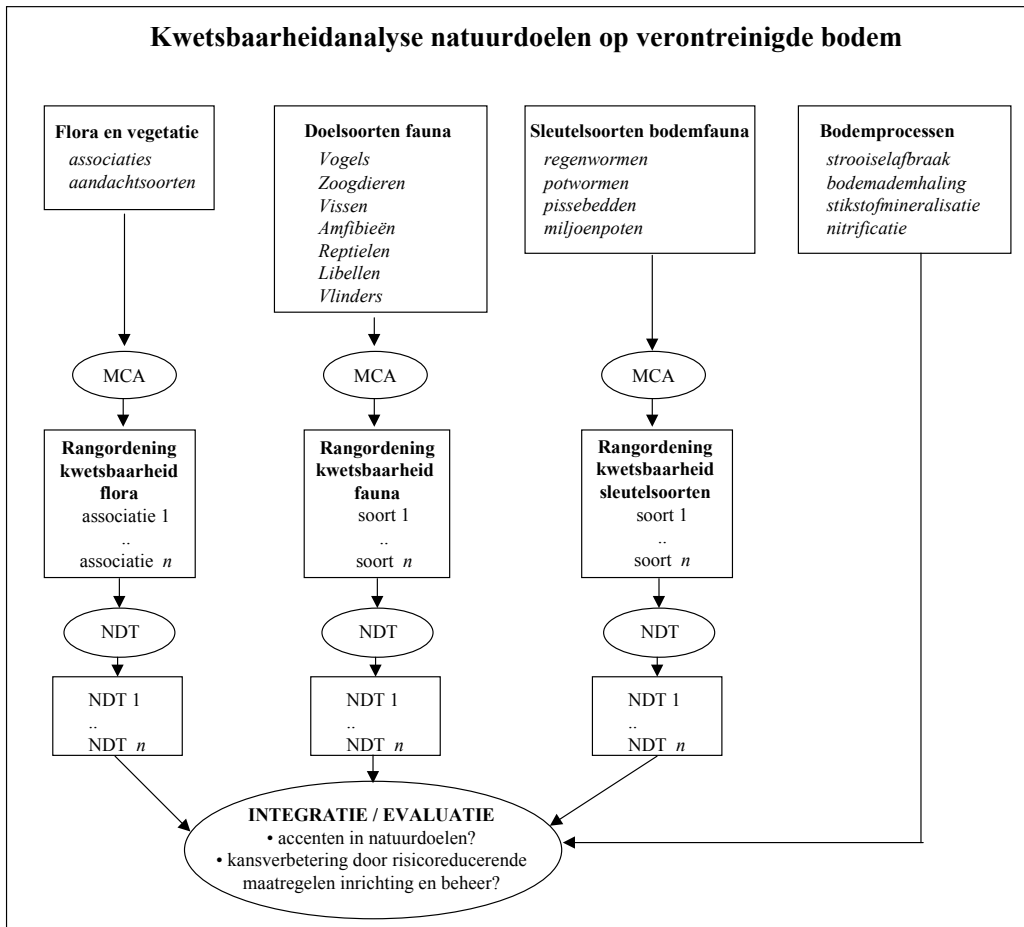 Kwetsbaarheidanalyse natuurdoelen op verontreinigde bodem
Flora en vegetatie
associaties
aandachtsoorten
Doelsoorten fauna
Vogels
Zoogdieren
Vissen
Amfibieën
Reptielen
Libellen
Vlinders
Sleutelsoorten bodemfauna
regenwormen
potwormen
pissebedden
miljoenpoten
Bodemprocessen
strooiselafbraak
bodemademhaling
stikstofmineralisatie
nitrificatie
MCA
MCA
MCA
Rangordening
kwetsbaarheid
flora
associatie 1
..
associatie n
Rangordening
kwetsbaarheid
fauna
soort 1
..
soort n
Rangordening
kwetsbaarheid
sleutelsoorten
soort 1
..
soort n
NDT
NDT
NDT
NDT 1
..
NDT n
NDT 1
..
NDT n
NDT 1
..
NDT n
INTEGRATIE / EVALUATIE
• accenten in natuurdoelen?
• kansverbetering door risicoreducerende
maatregelen inrichting en beheer?